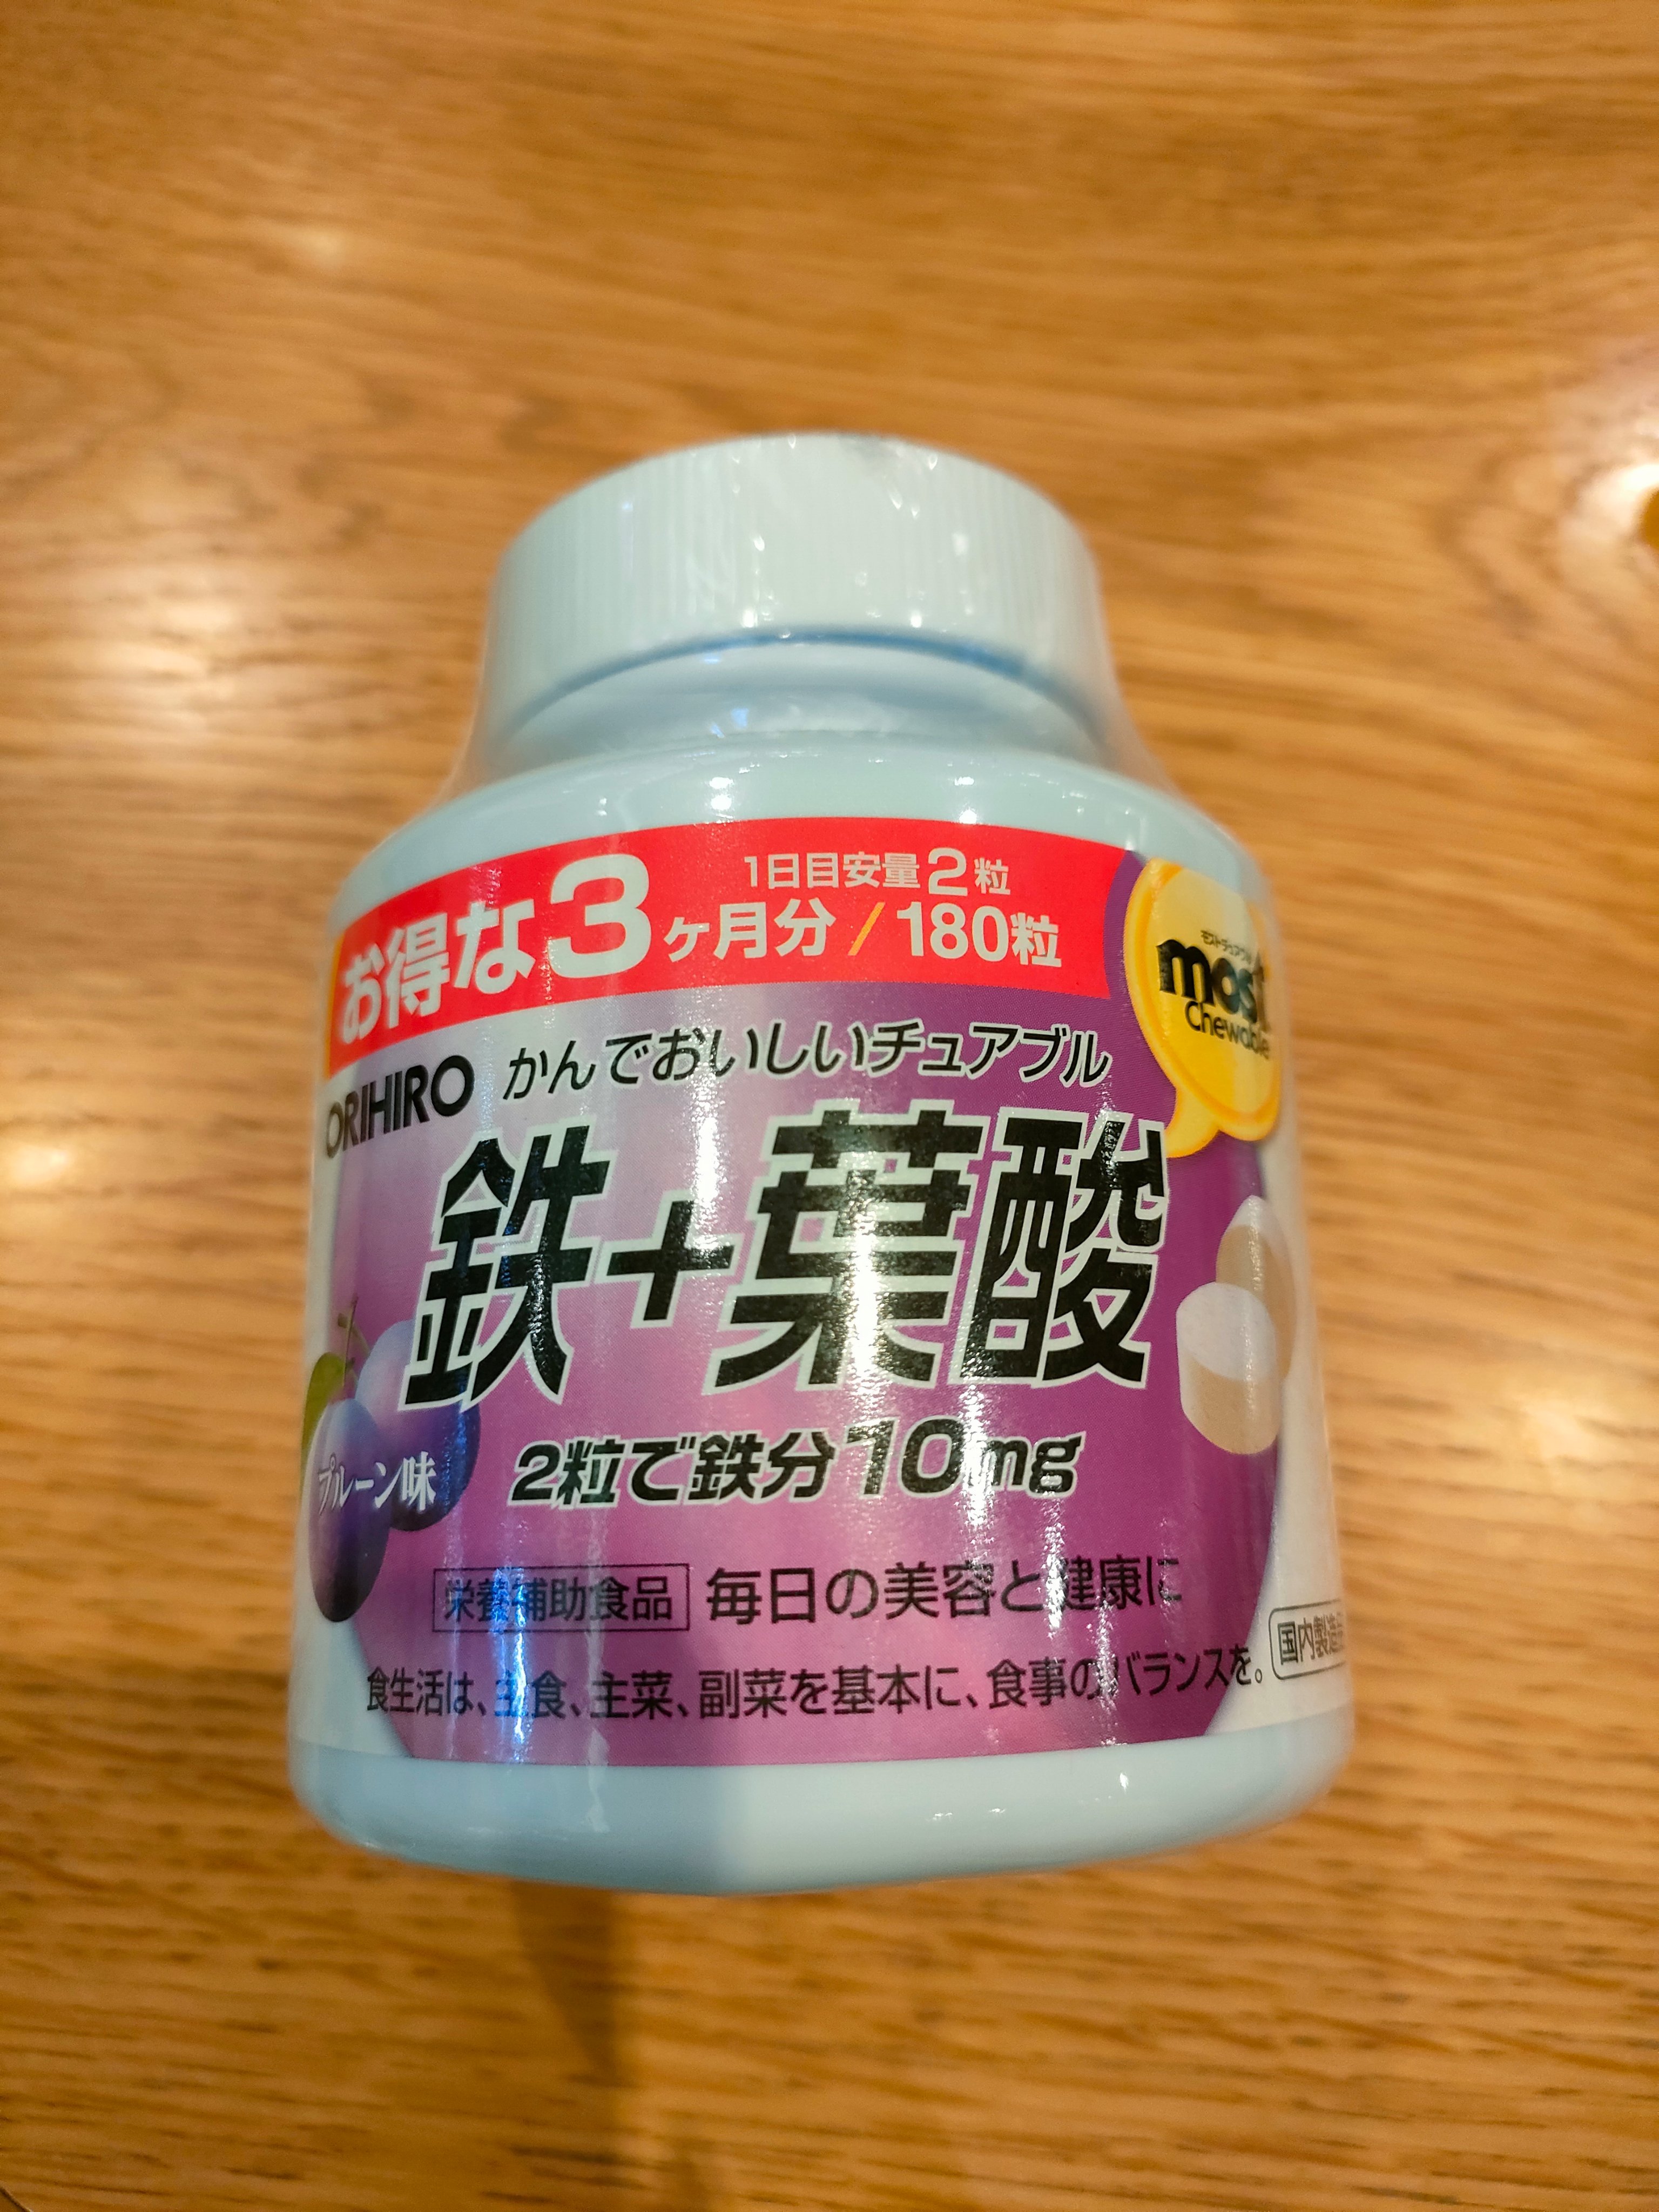 1日目安量2粒
お得な3ヶ月分/180粒
モストチュアブル
most
Chewable
ORIHIRO
かんでおいしいチュアブル
鉄+葉酸
2粒で鉄分10mg
プルーン味
栄養補助食品 毎日の美容と健康に
国内製造品
食生活は、主食、主菜、副菜を基本に、食事のバランスを。